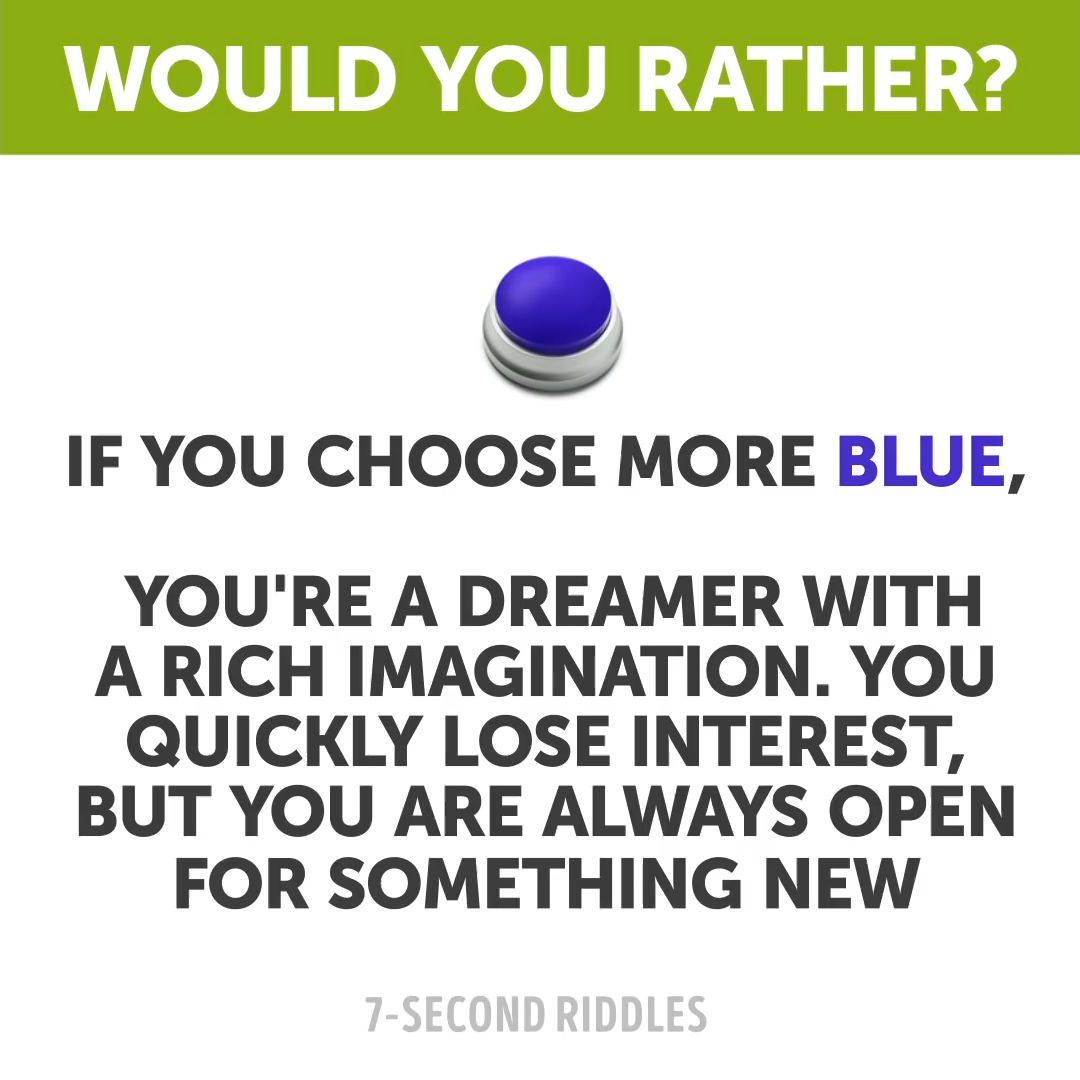 WOULD YOU RATHER?
IF YOU CHOOSE MORE BLUE,
YOU'RE A DREAMER WITH
A RICH IMAGINATION. YOU
QUICKLY LOSE INTEREST,
BUT YOU ARE ALWAYS OPEN
FOR SOMETHING NEW
7-SECOND RIDDLES